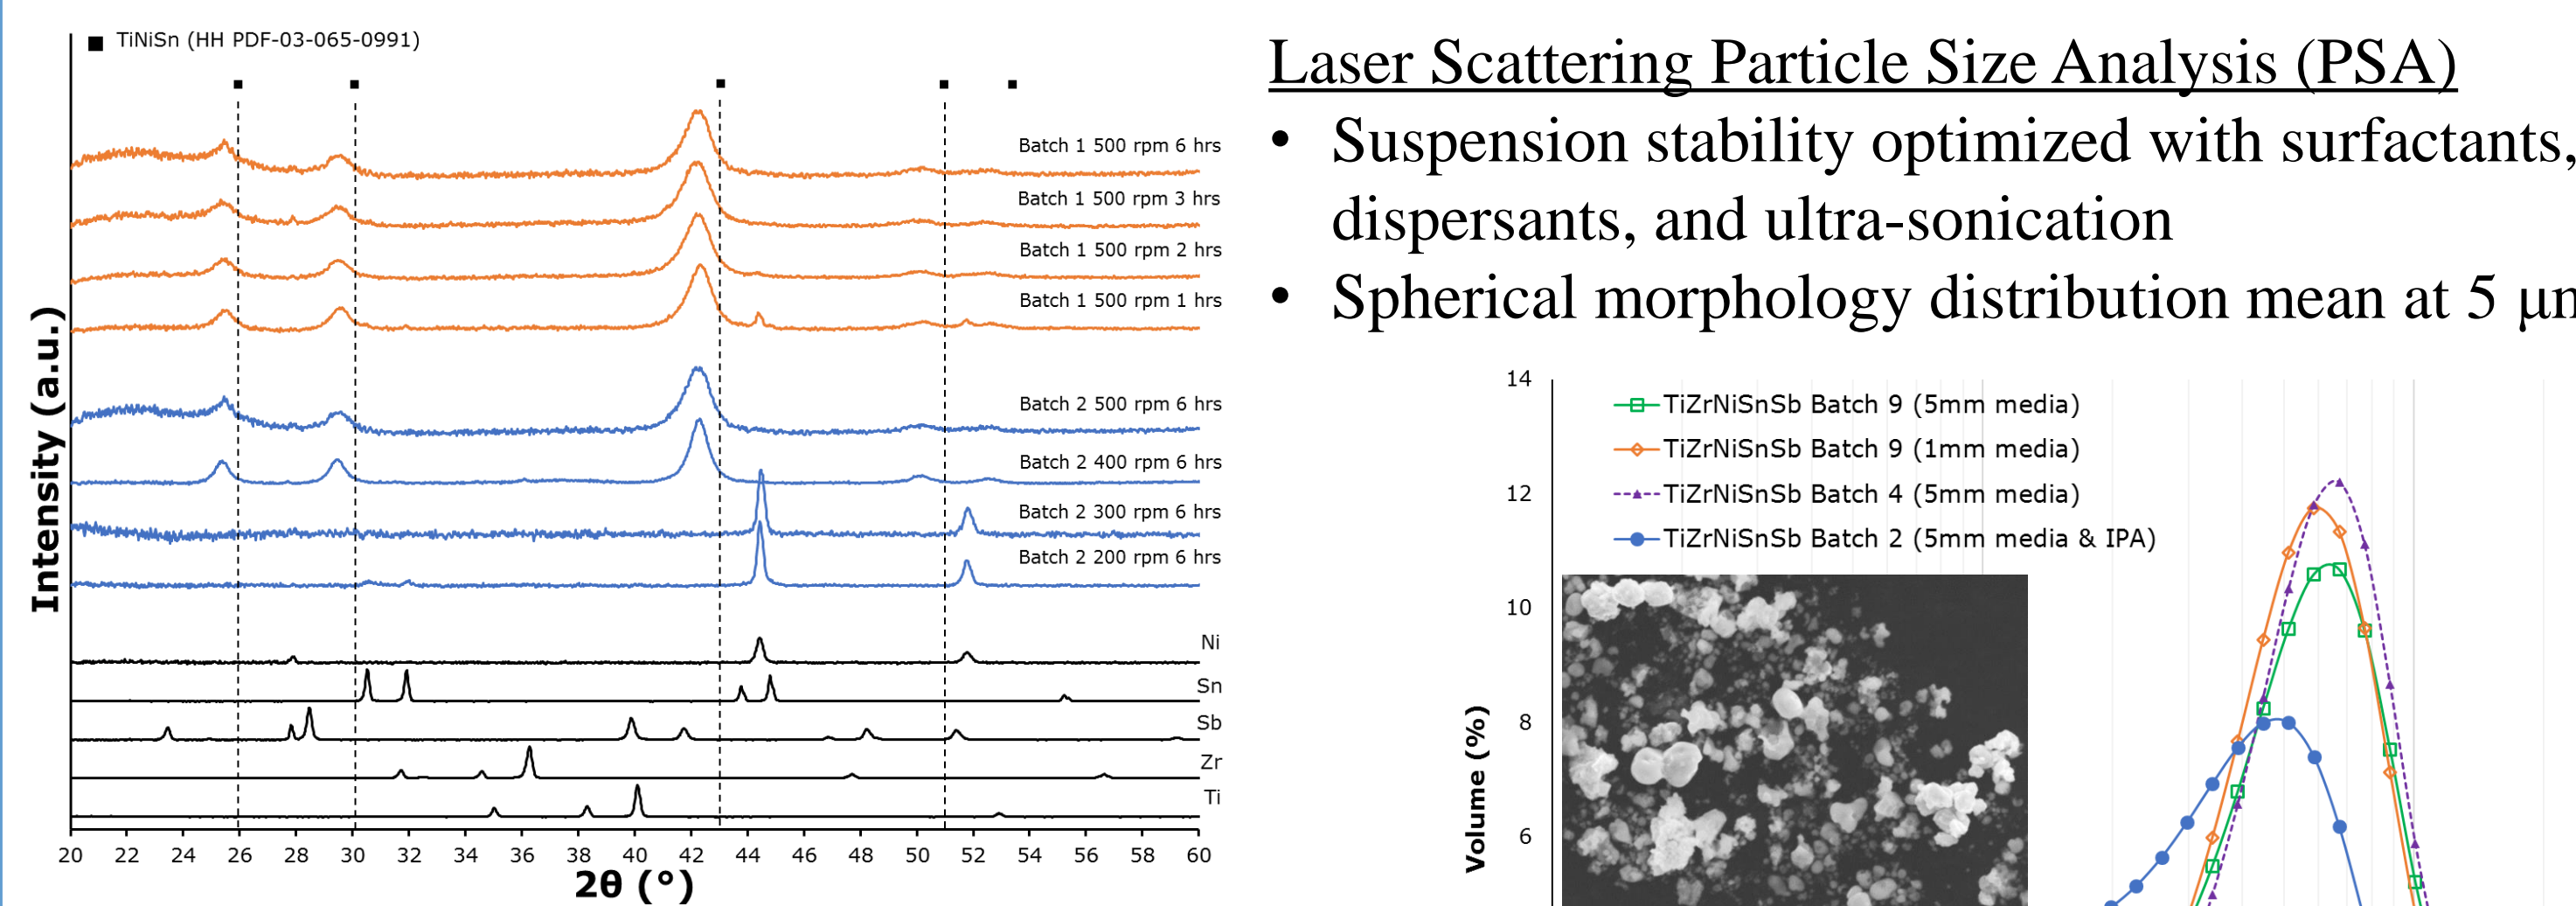 TiNiSn (HH PDF-03-065-0991)
Batch 1 500 rpm 6 hrs
Batch 1 500 rpm 3 hrs
Batch 1 500 rpm 2 hrs
Batch 1 500 rpm 1 hrs
Batch 2 500 rpm 6 hrs
Batch 2 400 rpm 6 hrs
Batch 2 300 rpm 6 hrs
Batch 2 200 rpm 6 hrs
Ni
Sn
Sb
Zr
Ti
Intensity (a.u.)
20 22 24 26 28 30 32 34 36 38 40 42 44 46 48 50 52 54 56 58 60
2θ (°)
Laser Scattering Particle Size Analysis (PSA)
• Suspension stability optimized with surfactants,
dispersants, and ultra-sonication
• Spherical morphology distribution mean at 5
14
12
10
8
6
Volume (%)
TiZrNiSnSb Batch 9 (5mm media)
TiZrNiSnSb Batch 9 (1mm media)
TiZrNiSnSb Batch 4 (5mm media)
TiZrNiSnSb Batch 2 (5mm media & IPA)